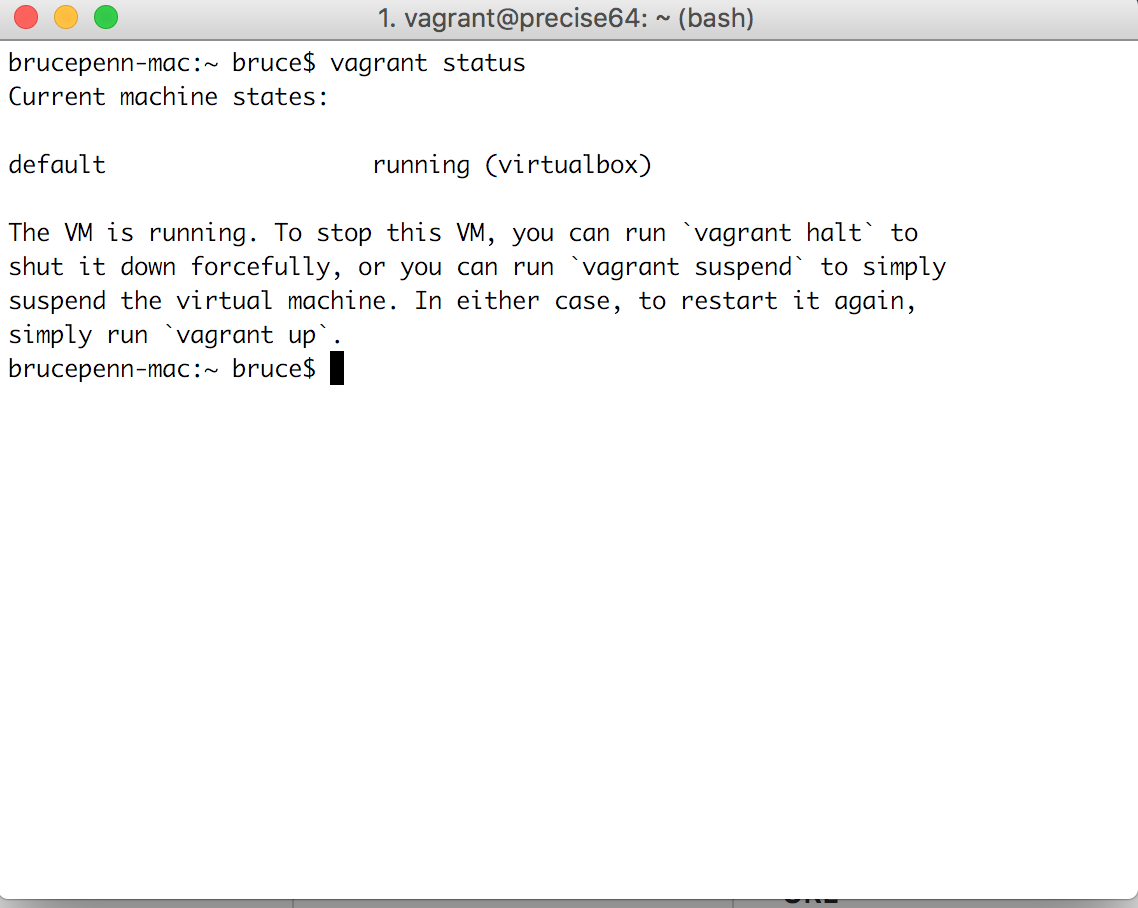 1. vagrant@precise64: ~ (bash)
brucepenn-mac:~ bruce$ vagrant status
Current machine states:
default                   running (virtualbox)
The VM is running. To stop this VM, you can run `vagrant halt` to
shut it down forcefully, or you can run `vagrant suspend` to simply
suspend the virtual machine. In either case, to restart it again,
simply run `vagrant up`.
brucepenn-mac:~ bruce$